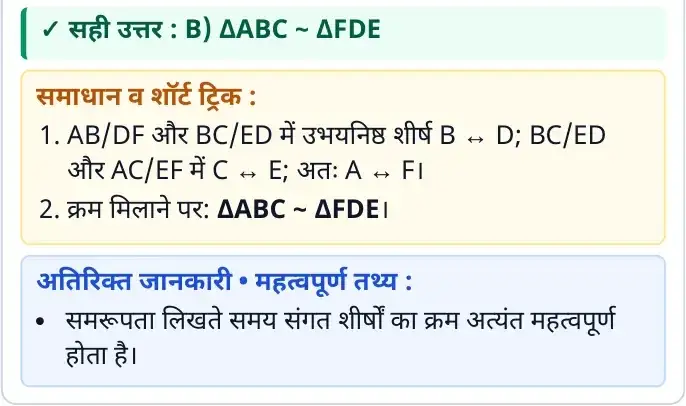 ✓ सही उत्तर : B) ΔABC ~ ΔFDE
समाधान व शॉर्ट ट्रिक :
1. AB/DF और BC/ED में उभयनिष्ठ शीर्ष B ↔ D; BC/ED
और AC/EF में C ↔ E; अतः A ↔ F।
2. क्रम मिलाने पर: ΔABC ~ ΔFDE।
अतिरिक्त जानकारी • महत्वपूर्ण तथ्य :
• समरूपता लिखते समय संगत शीर्षों का क्रम अत्यंत महत्वपूर्ण
होता है।